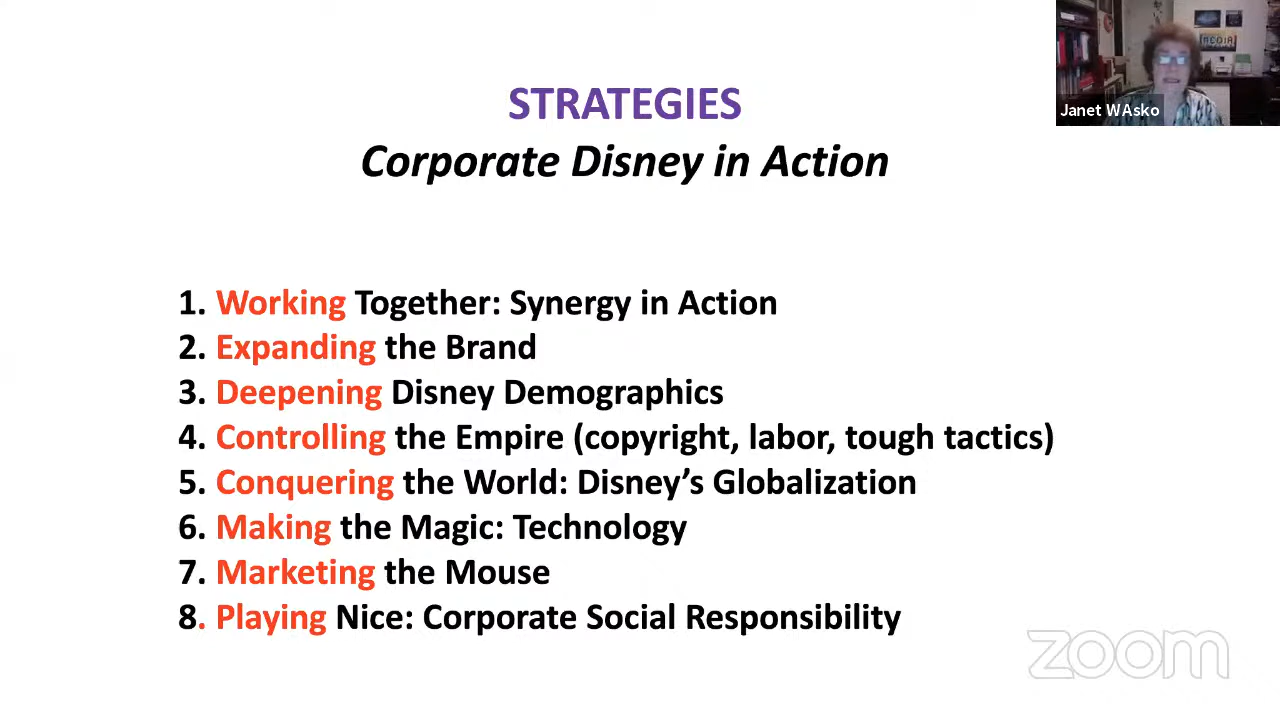 STRATEGIES
Corporate Disney in Action
1. Working Together: Synergy in Action
2. Expanding the Brand
3. Deepening Disney Demographics
4. Controlling the Empire (copyright, labor, tough tactics)
5. Conquering the World: Disney’s Globalization
6. Making the Magic: Technology
7. Marketing the Mouse
8. Playing Nice: Corporate Social Responsibility
MEDIA
Janet WAsko
zoom